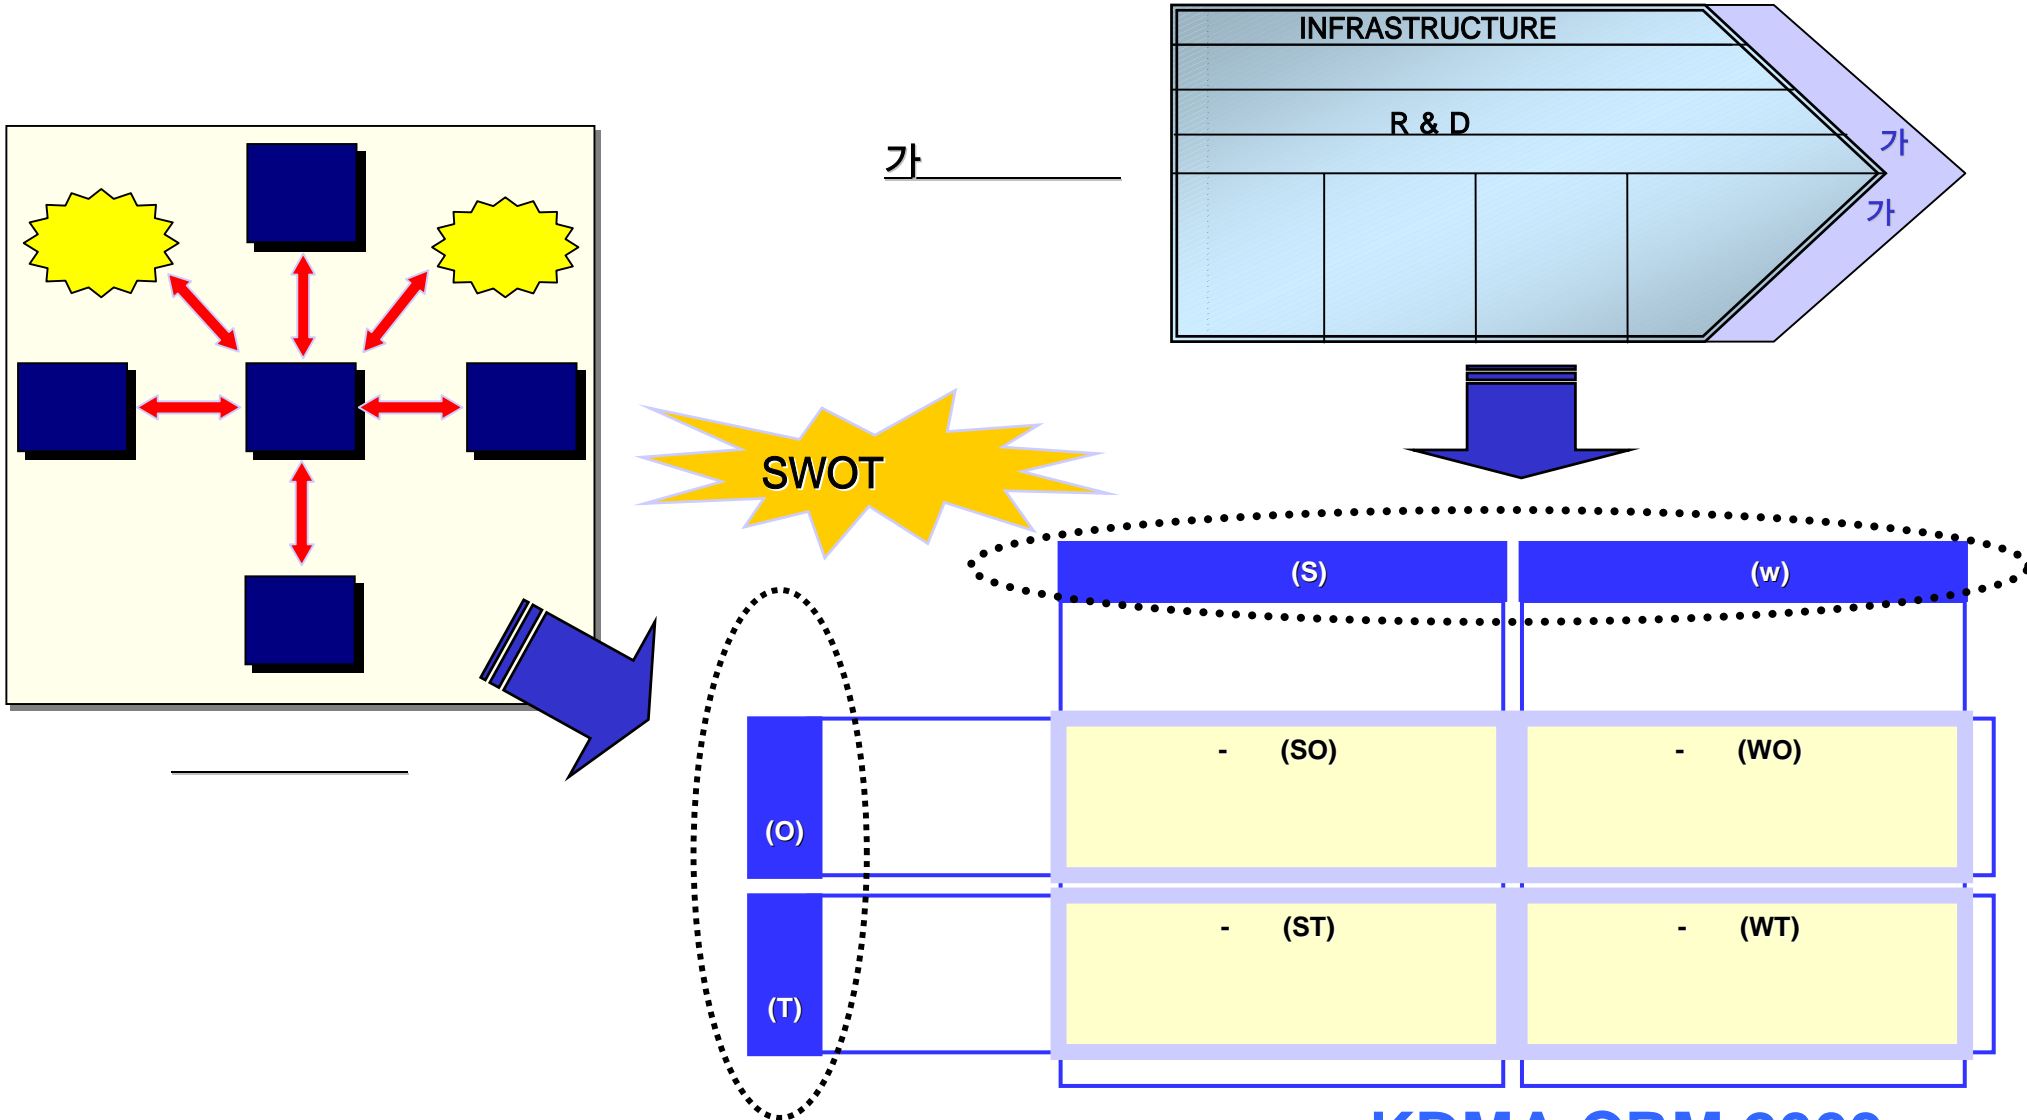 INFRASTRUCTURE
R & D
가
가
가
SWOT
(S)
(w)
- (SO)
- (WO)
(O)
- (ST)
- (WT)
(T)